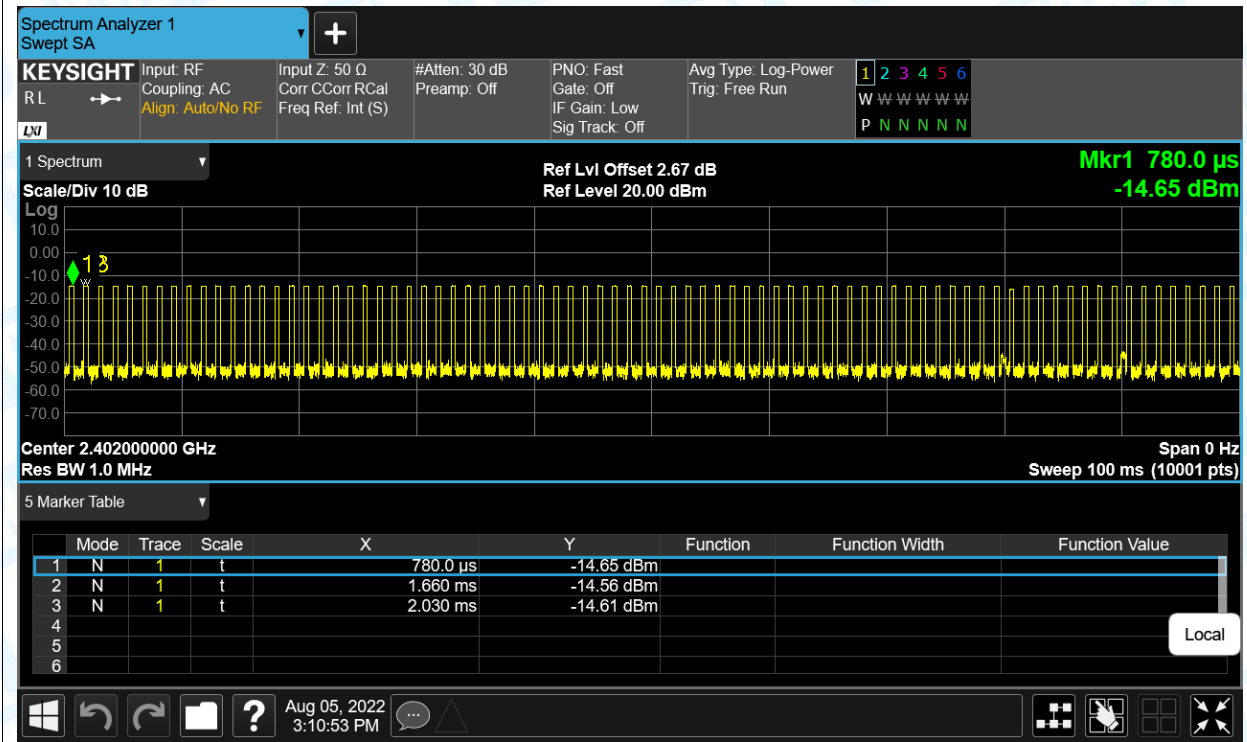 Spectrum Analyzer 1
Swept SA
+
KEYSIGHT Input: RF Input Z: 50 Ω #Atten: 30 dB PNO: Fast Avg Type: Log-Power 1 2 3 4 5 6
R L Coupling: AC Corr CCorr RCal Preamp: Off Gate: Off Trig: Free Run W W W W W W
Align: Auto/No RF Freq Ref: Int (S) IF Gain: Low
LXI Sig Track: Off P N N N N N
1 Spectrum Ref Lvl Offset 2.67 dB Mkr1 780.0 µs
Scale/Div 10 dB Ref Level 20.00 dBm -14.65 dBm
Log
10.0
0.00
1 3
-10.0
-20.0
-30.0
-40.0
-50.0
-60.0
-70.0
Center 2.402000000 GHz Span 0 Hz
Res BW 1.0 MHz Sweep 100 ms (10001 pts)
5 Marker Table
Mode Trace Scale X Y Function Function Width Function Value
1 N 1 t 780.0 µs -14.65 dBm
2 N 1 t 1.660 ms -14.56 dBm
3 N 1 t 2.030 ms -14.61 dBm
4
5
6
Local
? Aug 05, 2022
3:10:53 PM